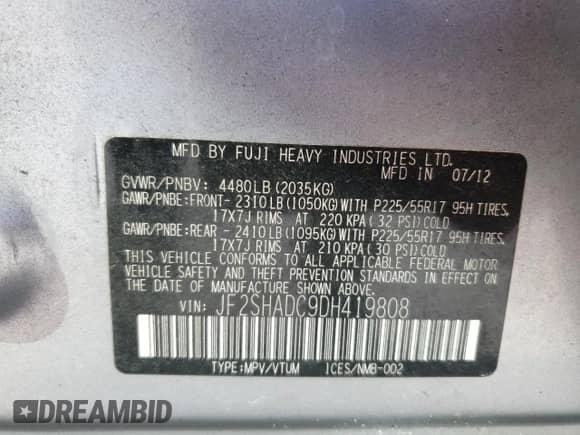 MFD BY FUJI HEAVY INDUSTRIES LTD.
MFD IN 07/12
GVWR/PNBV: 4480LB(2035KG)
GAWR/PNBE:FRONT- 2310LB(1050KG)WITH P225/55R17 95H TIRES,
17X7J RIMS AT 220 KPA(32 PSI)COLD
GAWR/PNBE:REAR - 2410LB(1095KG)WITH P225/55R17 95H TIRES,
17X7J RIMS AT 210 KPA(30 PSI)COLD
THIS VEHICLE CONFORMS TO ALL APPLICABLE FEDERAL MOTOR
VEHICLE SAFETY AND THEFT PREVENTION STANDARDS IN EFFECT ON
THE DATE OF MANUFACTURE SHOWN ABOVE.
VIN: JF2SHADC9DH419808
TYPE:MPV/VTUM ICES/NMB-002
DREAMBID